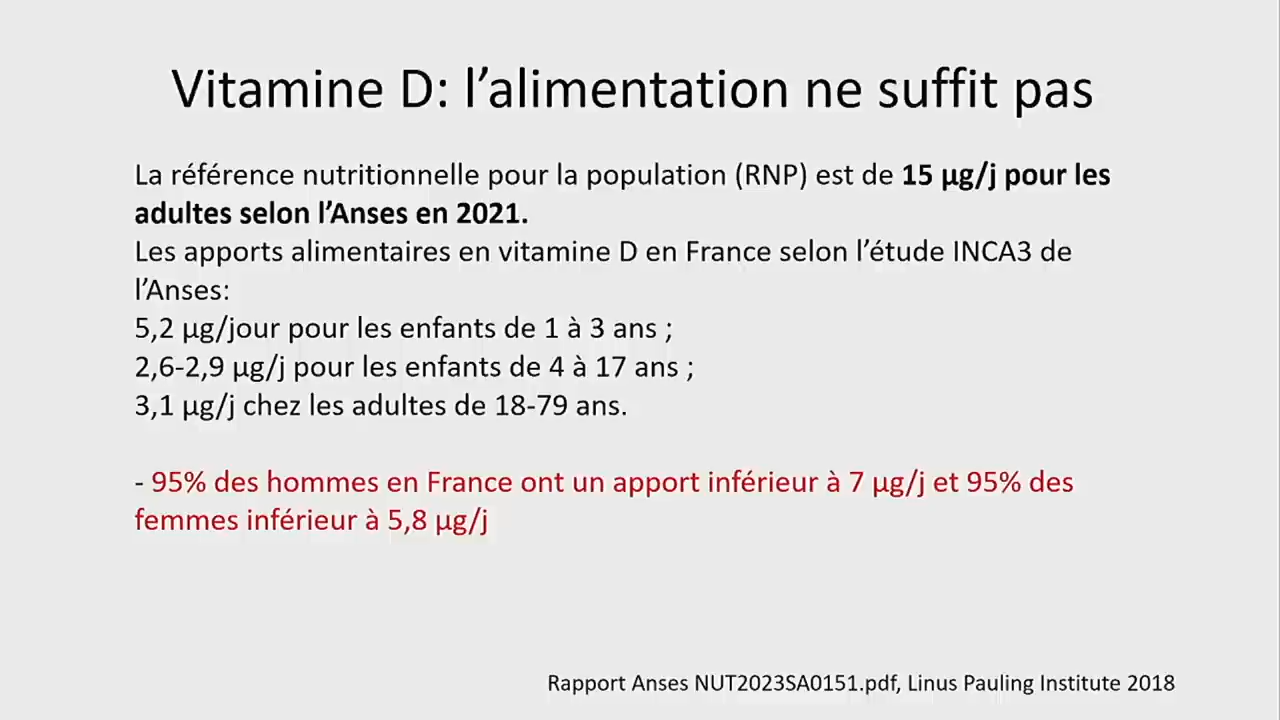 Vitamine D: l’alimentation ne suffit pas
La référence nutritionnelle pour la population (RNP) est de 15 µg/j pour les
adultes selon l’Anses en 2021.
Les apports alimentaires en vitamine D en France selon l’étude INCA3 de
l’Anses:
5,2 µg/jour pour les enfants de 1 à 3 ans ;
2,6-2,9 µg/j pour les enfants de 4 à 17 ans ;
3,1 µg/j chez les adultes de 18-79 ans.
- 95% des hommes en France ont un apport inférieur à 7 µg/j et 95% des
femmes inférieur à 5,8 µg/j
Rapport Anses NUT2023SA0151.pdf, Linus Pauling Institute 2018